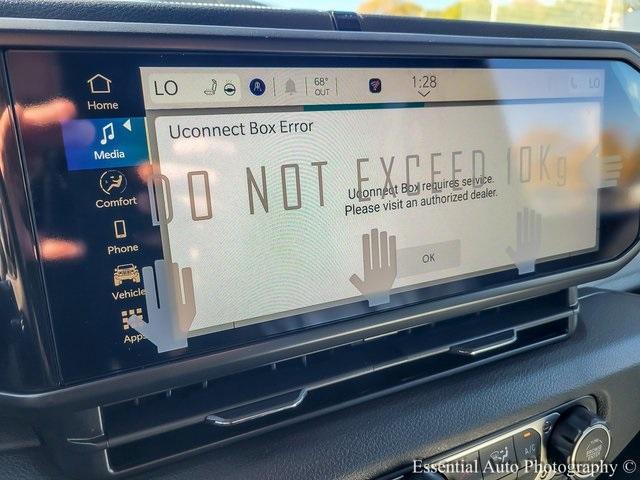 Home
LO
68°
OUT
1:28
LO
Media
Uconnect Box Error
DO NOT EXCEED 10Kg
Uconnect Box requires service.
Please visit an authorized dealer.
Comfort
Phone
OK
Vehicle
Apps
Essential Auto Photography ©